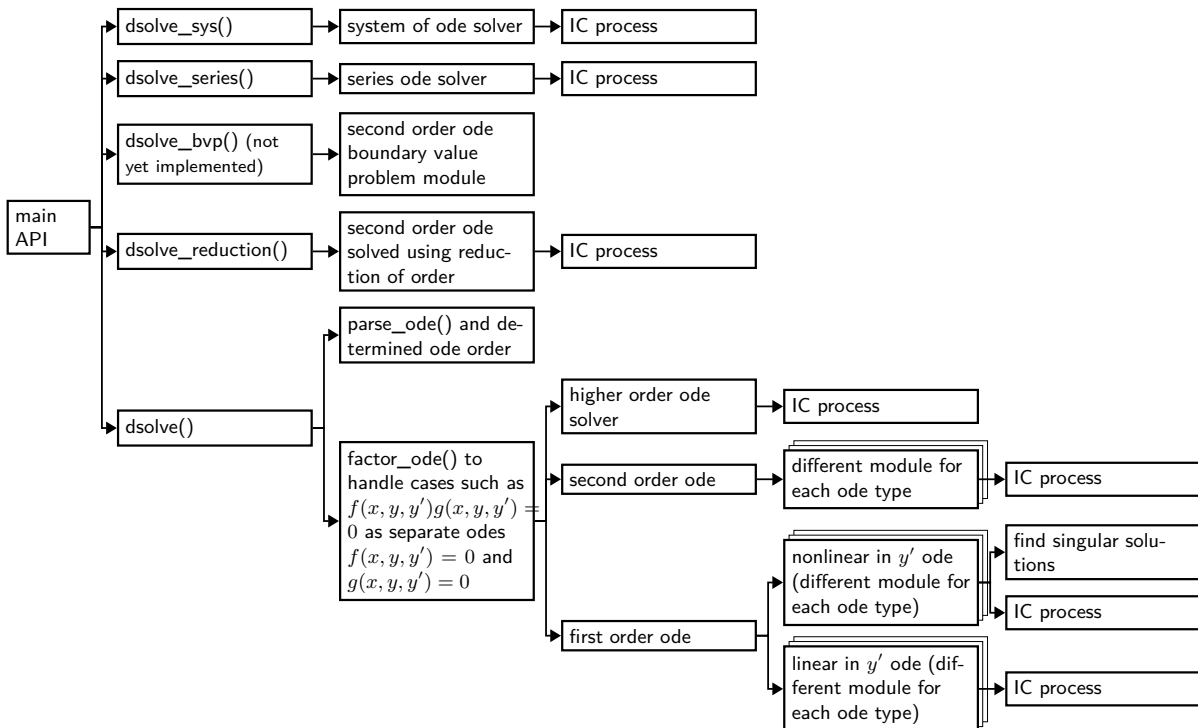 dsolve_sys()
system of ode solver
IC process
dsolve_series()
series ode solver
IC process
dsolve_bvp() (not
yet implemented)
second order ode
boundary value
problem module
main
API
dsolve_reduction()
second order ode
solved using reduc-
tion of order
IC process
parse_ode() and de-
termined ode order
dsolve()
factor_ode() to
handle cases such as
f(x, y, y′)g(x, y, y′) =
0 as separate odes
f(x, y, y′) = 0 and
g(x, y, y′) = 0
higher order ode
solver
IC process
second order ode
different module for
each ode type
IC process
first order ode
nonlinear in y′ ode
(different module for
each ode type)
find singular solu-
tions
IC process
linear in y′ ode (dif-
ferent module for
each ode type)
IC process